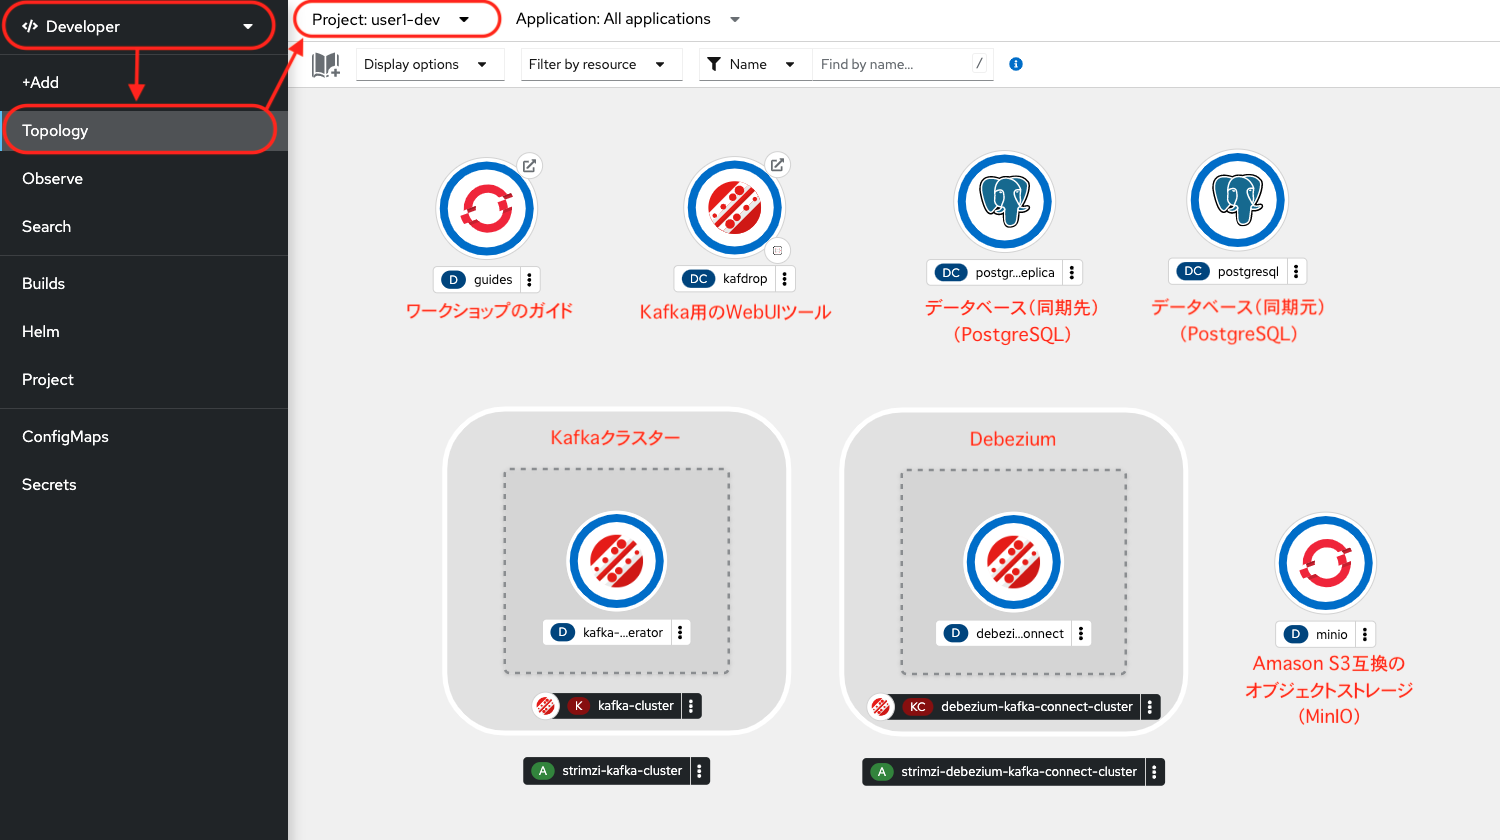 Developer
Project: user1-dev
Application: All applications
+Add
Topology
Observe
Search
Builds
Helm
Project
ConfigMaps
Secrets
Display options
Filter by resource
Name
Find by name...
/
D guides
ワークショップのガイド
DC kafdrop
Kafka用のWebUIツール
DC postgr...eplica
データベース（同期先）
（PostgreSQL）
DC postgresql
データベース（同期元）
（PostgreSQL）
Kafkaクラスター
D kafka-...erator
K kafka-cluster
A strimzi-kafka-cluster
Debezium
D debezi...onnect
KC debezium-kafka-connect-cluster
A strimzi-debezium-kafka-connect-cluster
D minio
Amason S3互換の
オブジェクトストレージ
（MinIO）